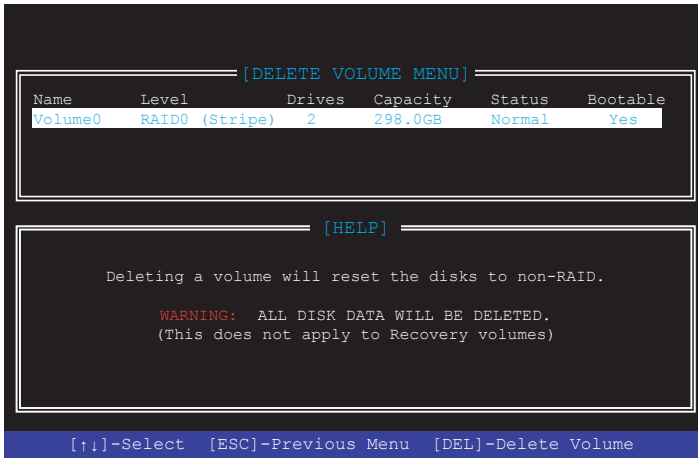 [DELETE VOLUME MENU]
Name Level Drives Capacity Status Bootable
Volume0 RAID0 (Stripe) 2 298.0GB Normal Yes
[HELP]
Deleting a volume will reset the disks to non-RAID.
WARNING: ALL DISK DATA WILL BE DELETED.
(This does not apply to Recovery volumes)
[↑↓]-Select [ESC]-Previous Menu [DEL]-Delete Volume